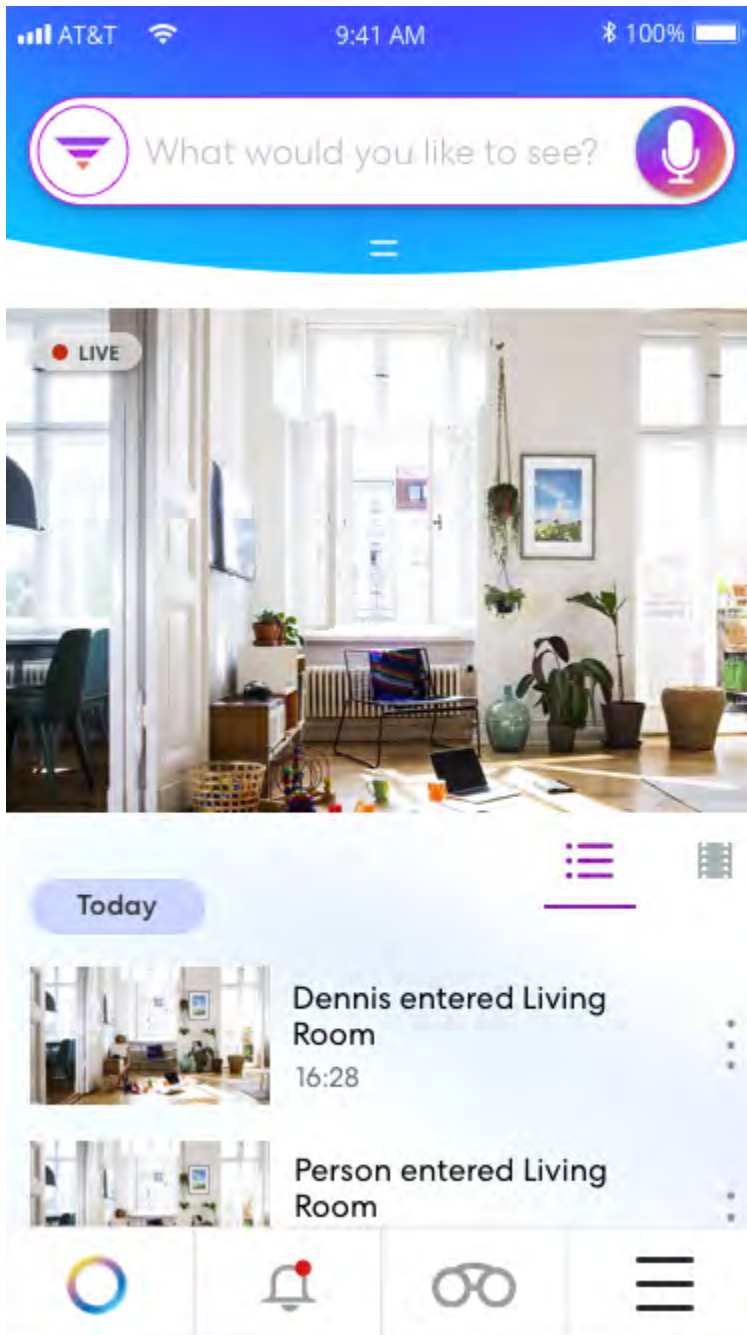 AT&T 9:41 AM 100%
What would you like to see?
LIVE
Today
Dennis entered Living
Room
16:28
Person entered Living
Room